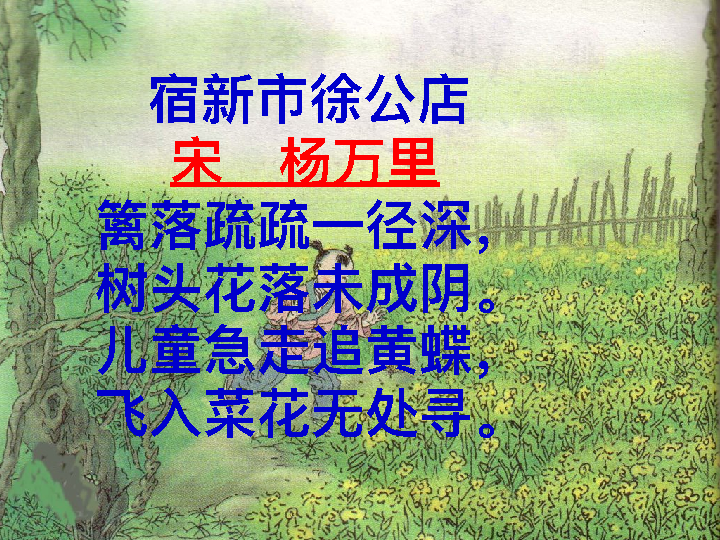 宿新市徐公店
宋 杨万里
篱落疏疏一径深，
树头花落未成阴。
儿童急走追黄蝶，
飞入菜花无处寻。